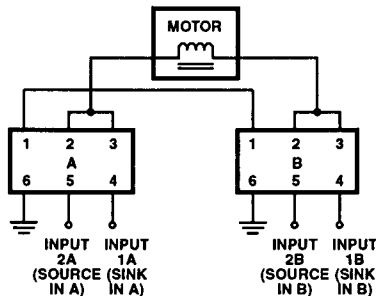 MOTOR
1 2 3
A
6 5 4
1 2 3
B
6 5 4
INPUT 2A (SOURCE IN A)
INPUT 1A (SINK IN A)
INPUT 2B (SOURCE IN B)
INPUT 1B (SINK IN B)